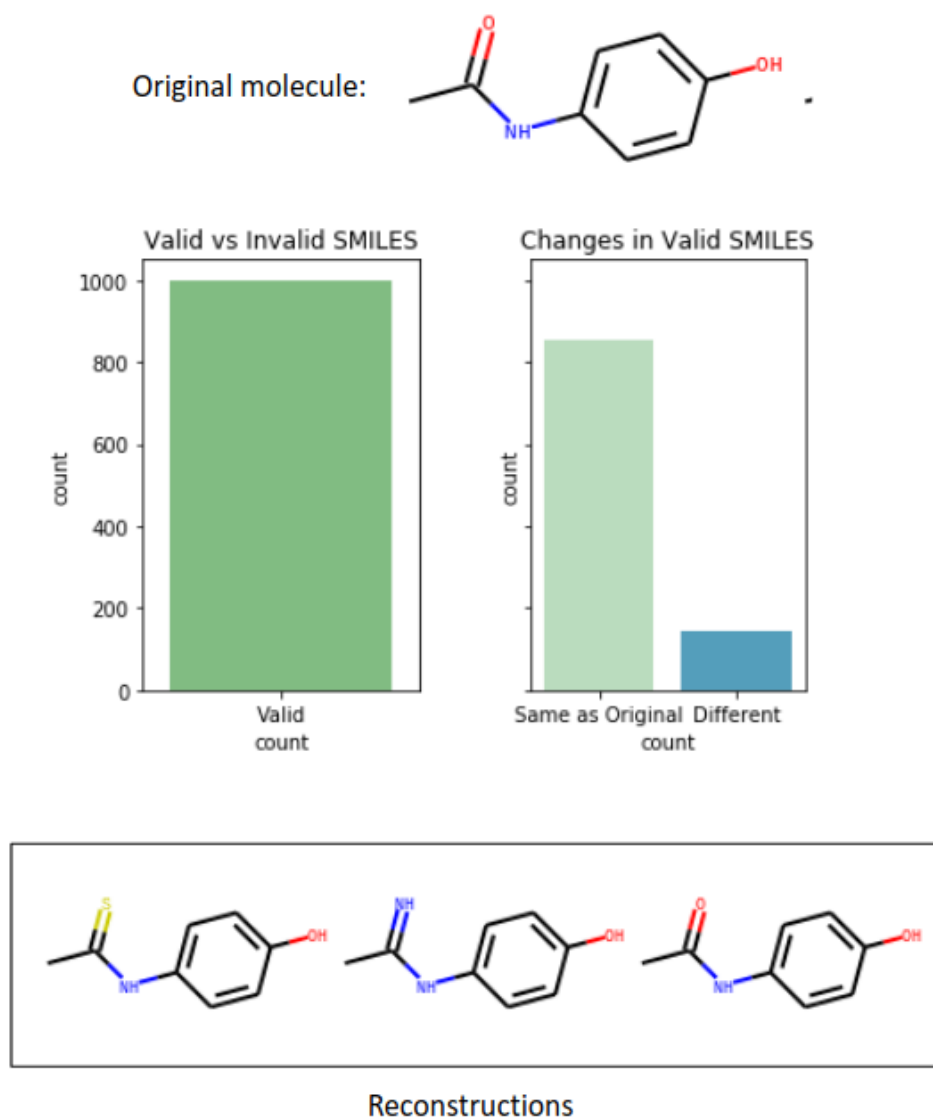 O
Original molecule:
OH
NH
Valid vs Invalid SMILES
Changes in Valid SMILES
1000
800
600
400
200
0
count
count
Valid
Same as Original Different
count
count
S
NH
O
OH
OH
OH
NH
NH
NH
Reconstructions